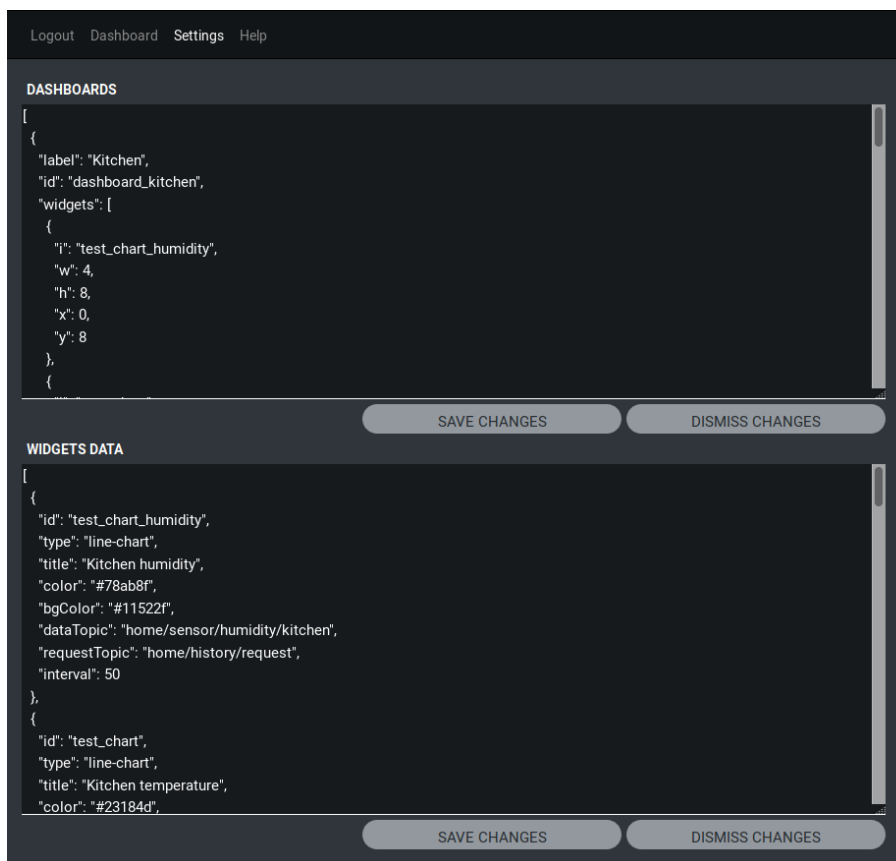 Logout Dashboard Settings Help
DASHBOARDS
[
{
"label": "Kitchen",
"id": "dashboard_kitchen",
"widgets": [
{
"i": "test_chart_humidity",
"w": 4,
"h": 8,
"x": 0,
"y": 8
},
{
SAVE CHANGES DISMISS CHANGES
WIDGETS DATA
[
{
"id": "test_chart_humidity",
"type": "line-chart",
"title": "Kitchen humidity",
"color": "#78ab8f",
"bgColor": "#11522f",
"dataTopic": "home/sensor/humidity/kitchen",
"requestTopic": "home/history/request",
"interval": 50
},
{
"id": "test_chart",
"type": "line-chart",
"title": "Kitchen temperature",
"color": "#23184d",
SAVE CHANGES DISMISS CHANGES